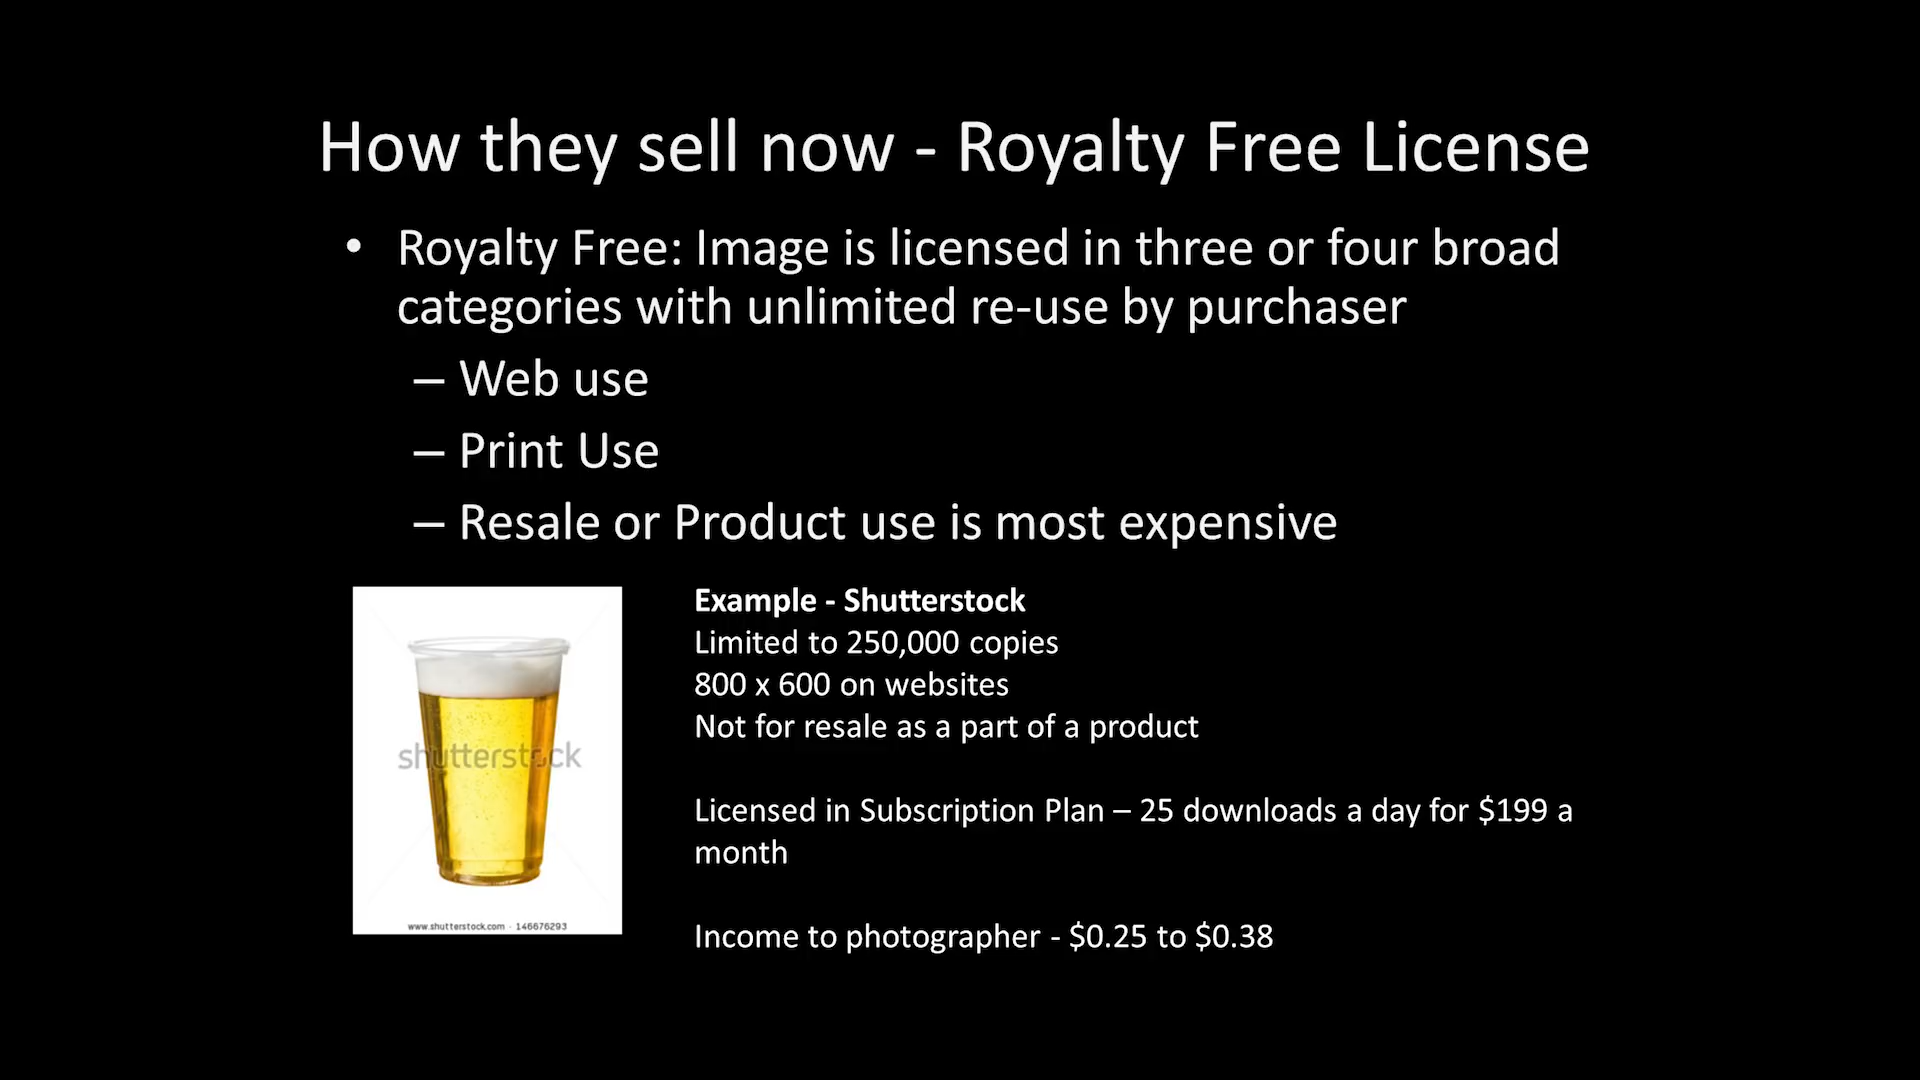 How they sell now - Royalty Free License
• Royalty Free: Image is licensed in three or four broad
categories with unlimited re-use by purchaser
– Web use
– Print Use
– Resale or Product use is most expensive
Example - Shutterstock
Limited to 250,000 copies
800 x 600 on websites
Not for resale as a part of a product
Licensed in Subscription Plan – 25 downloads a day for $199 a
month
Income to photographer - $0.25 to $0.38
shutterstock
www.shutterstock.com · 146676293